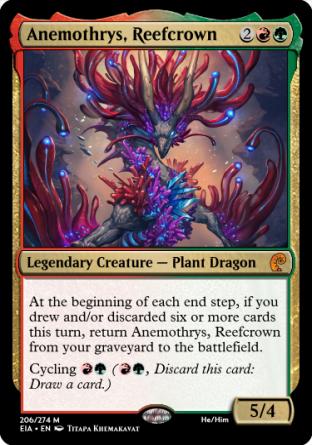 Anemothrys, Reefcrown 2
Legendary Creature — Plant Dragon
At the beginning of each end step, if you
drew and/or discarded six or more cards
this turn, return Anemothrys, Reefcrown
from your graveyard to the battlefield.
Cycling ( , Discard this card:
Draw a card.)
5/4
206/274 M He/Him
EIA • EN Titapa Khemakavat